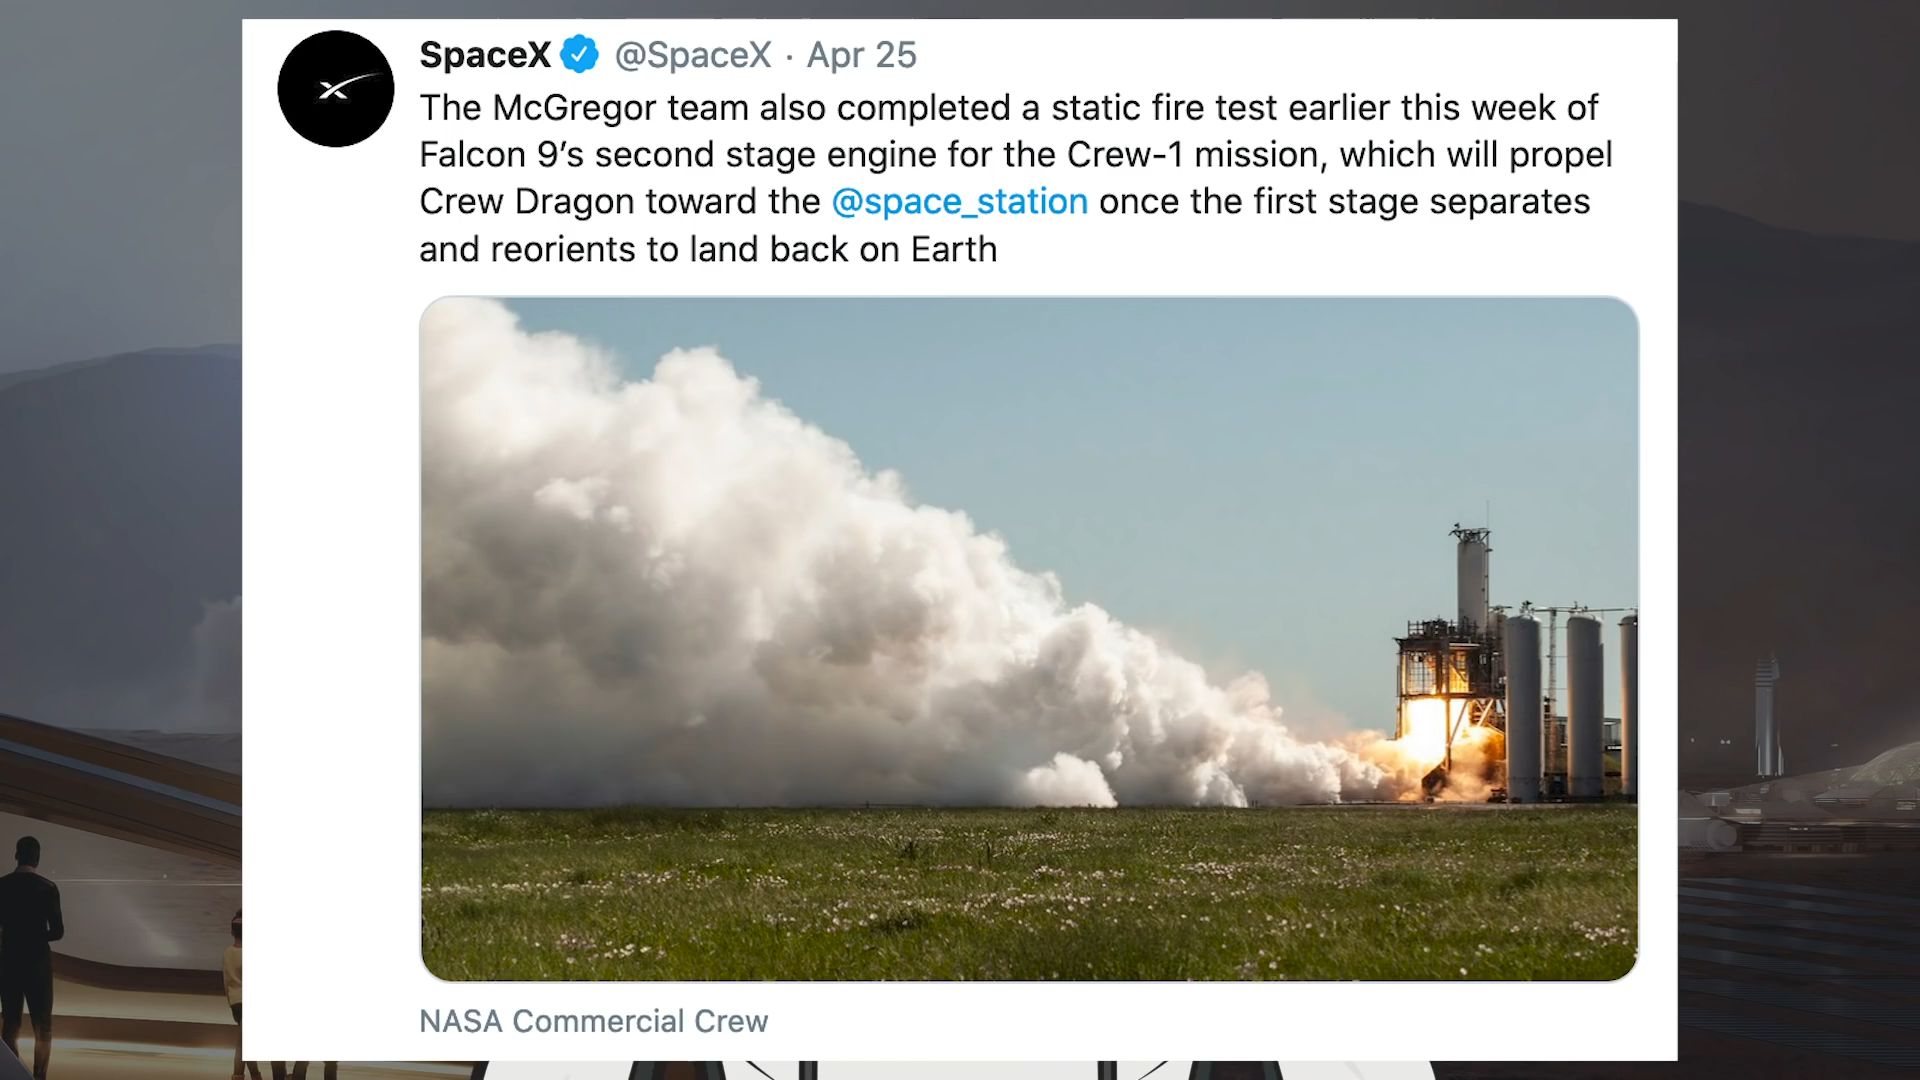 SpaceX @SpaceX · Apr 25
The McGregor team also completed a static fire test earlier this week of
Falcon 9’s second stage engine for the Crew-1 mission, which will propel
Crew Dragon toward the @space_station once the first stage separates
and reorients to land back on Earth
NASA Commercial Crew